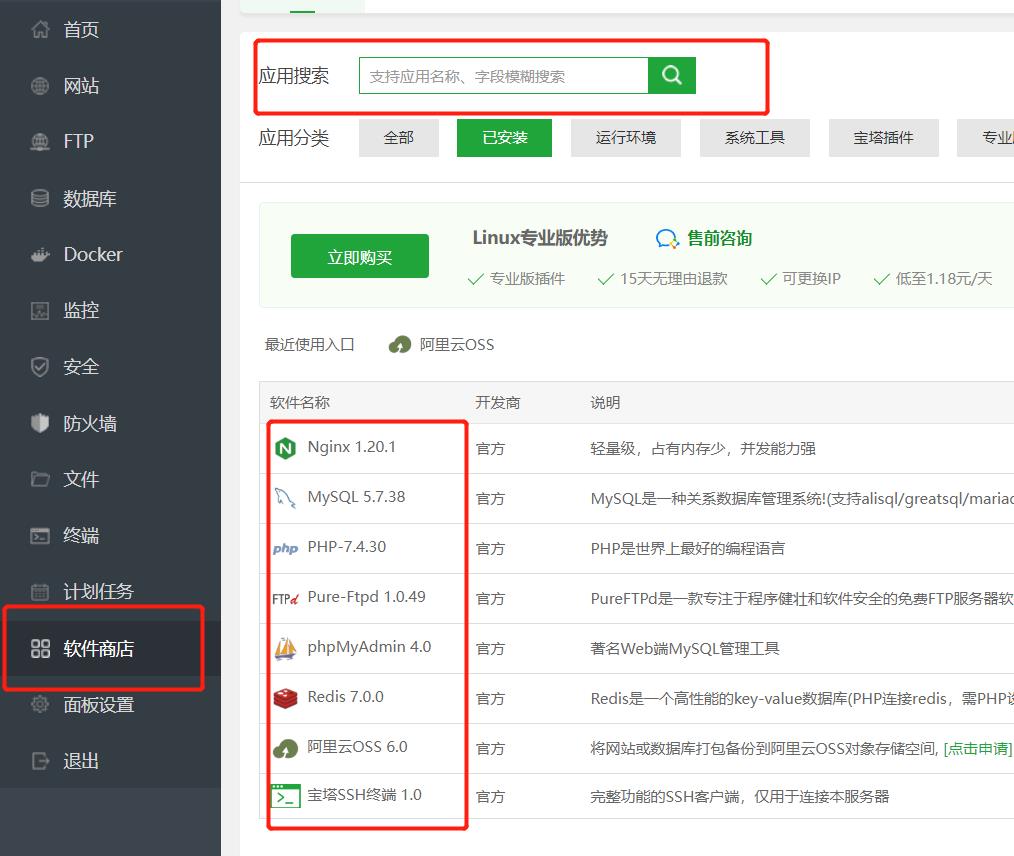 首页
网站
FTP
数据库
Docker
监控
安全
防火墙
文件
终端
计划任务
软件商店
面板设置
退出
应用搜索 支持应用名称、字段模糊搜索
应用分类 全部 已安装 运行环境 系统工具 宝塔插件 专业
立即购买
Linux专业版优势 售前咨询
专业版插件 15天无理由退款 可更换IP 低至1.18元/天
最近使用入口 阿里云OSS
软件名称 开发商 说明
Nginx 1.20.1 官方 轻量级，占有内存少，并发能力强
MySQL 5.7.38 官方 MySQL是一种关系数据库管理系统!(支持alisql/greatsql/mariad
php PHP-7.4.30 官方 PHP是世界上最好的编程语言
FTPd Pure-Ftpd 1.0.49 官方 PureFTPd是一款专注于程序健壮和软件安全的免费FTP服务器软
phpMyAdmin 4.0 官方 著名Web端MySQL管理工具
Redis 7.0.0 官方 Redis是一个高性能的key-value数据库(PHP连接redis，需PHP设
阿里云OSS 6.0 官方 将网站或数据库打包备份到阿里云OSS对象存储空间, [点击申请]
宝塔SSH终端 1.0 官方 完整功能的SSH客户端，仅用于连接本服务器